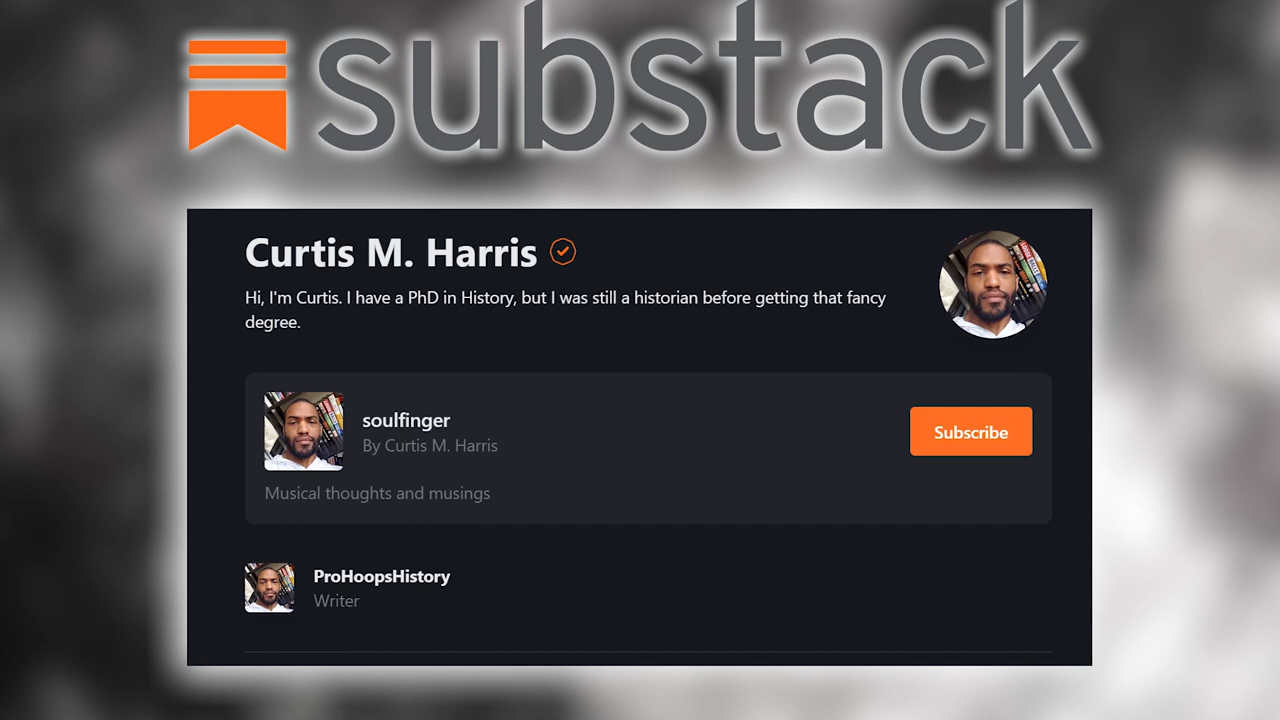 substack
Curtis M. Harris
Hi, I'm Curtis. I have a PhD in History, but I was still a historian before getting that fancy
degree.
soulfinger
By Curtis M. Harris
Subscribe
Musical thoughts and musings
ProHoopsHistory
Writer